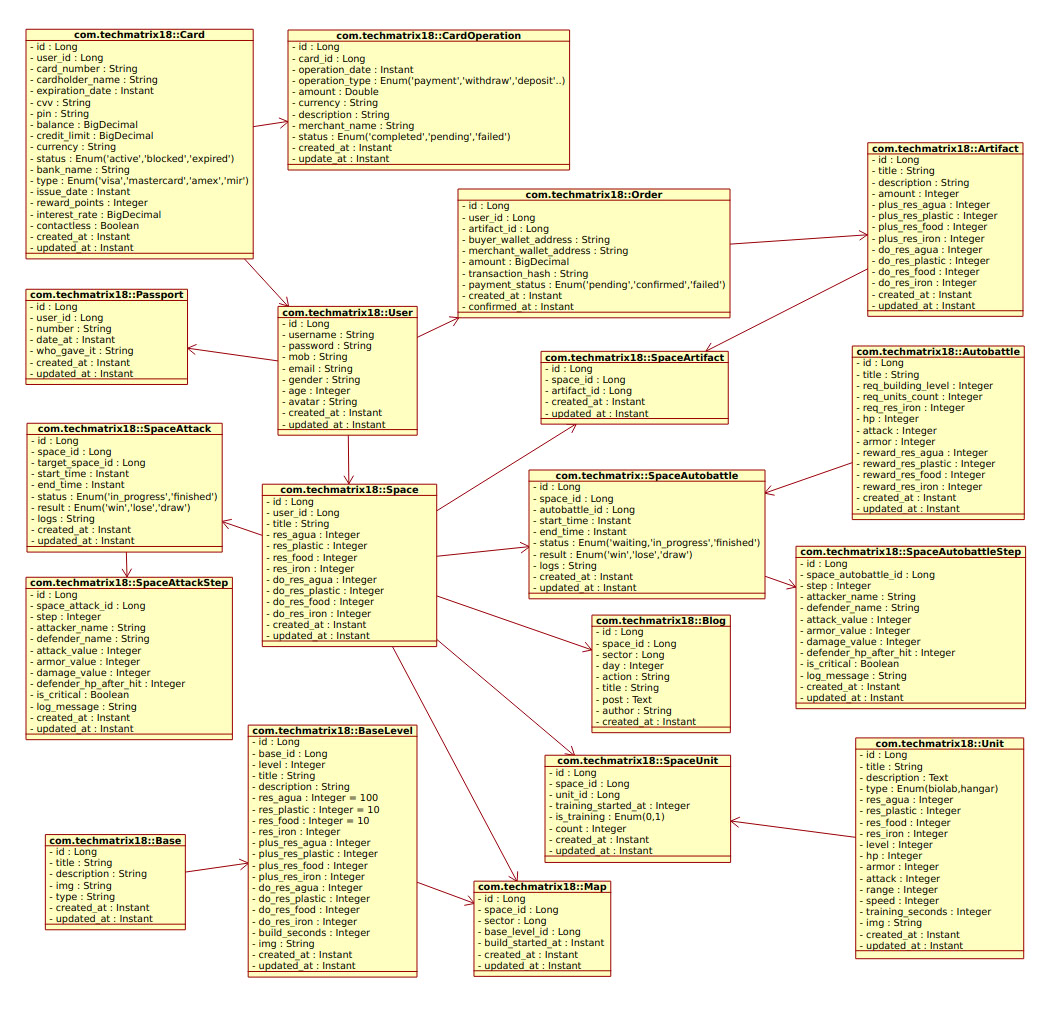 com.techmatrix18::Card
- id : Long
- user_id : Long
- card_number : String
- cardholder_name : String
- expiration_date : Instant
- cvv : String
- pin : String
- balance : BigDecimal
- credit_limit : BigDecimal
- currency : String
- status : Enum('active','blocked','expired')
- bank_name : String
- type : Enum('visa','mastercard','amex','mir')
- issue_date : Instant
- reward_points : Integer
- interest_rate : BigDecimal
- contactless : Boolean
- created_at : Instant
- updated_at : Instant
com.techmatrix18::CardOperation
- id : Long
- card_id : Long
- operation_date : Instant
- operation_type : Enum('payment','withdraw','deposit'..)
- amount : Double
- currency : String
- description : String
- merchant_name : String
- status : Enum('completed','pending','failed')
- created_at : Instant
- update_at : Instant
com.techmatrix18::Artifact
- id : Long
- title : String
- description : String
- amount : Integer
- plus_res_agua : Integer
- plus_res_plastic : Integer
- plus_res_food : Integer
- plus_res_iron : Integer
- do_res_agua : Integer
- do_res_plastic : Integer
- do_res_food : Integer
- do_res_iron : Integer
- created_at : Instant
- updated_at : Instant
com.techmatrix18::Order
- id : Long
- user_id : Long
- artifact_id : Long
- buyer_wallet_address : String
- merchant_wallet_address : String
- amount : BigDecimal
- transaction_hash : String
- payment_status : Enum('pending','confirmed','failed')
- created_at : Instant
- confirmed_at : Instant
com.techmatrix18::Passport
- id : Long
- user_id : Long
- number : String
- date_at : Instant
- who_gave_it : String
- created_at : Instant
- updated_at : Instant
com.techmatrix18::User
- id : Long
- username : String
- password : String
- mob : String
- email : String
- gender : String
- age : Integer
- avatar : String
- created_at : Instant
- updated_at : Instant
com.techmatrix18::SpaceArtifact
- id : Long
- space_id : Long
- artifact_id : Long
- created_at : Instant
- updated_at : Instant
com.techmatrix18::Autobattle
- id : Long
- title : String
- req_building_level : Integer
- req_units_count : Integer
- req_res_iron : Integer
- hp : Integer
- attack : Integer
- armor : Integer
- reward_res_agua : Integer
- reward_res_plastic : Integer
- reward_res_food : Integer
- reward_res_iron : Integer
- created_at : Instant
- updated_at : Instant
com.techmatrix18::SpaceAttack
- id : Long
- space_id : Long
- target_space_id : Long
- start_time : Instant
- end_time : Instant
- status : Enum('in_progress','finished')
- result : Enum('win','lose','draw')
- logs : String
- created_at : Instant
- updated_at : Instant
com.techmatrix18::Space
- id : Long
- user_id : Long
- title : String
- res_agua : Integer
- res_plastic : Integer
- res_food : Integer
- res_iron : Integer
- do_res_agua : Integer
- do_res_plastic : Integer
- do_res_food : Integer
- do_res_iron : Integer
- created_at : Instant
- updated_at : Instant
com.techmatrix::SpaceAutobattle
- id : Long
- space_id : Long
- autobattle_id : Long
- start_time : Instant
- end_time : Instant
- status : Enum('waiting,'in_progress','finished')
- result : Enum('win','lose','draw')
- logs : String
- created_at : Instant
- updated_at : Instant
com.techmatrix18::SpaceAutobattleStep
- id : Long
- space_autobattle_id : Long
- step : Integer
- attacker_name : String
- defender_name : String
- attack_value : Integer
- armor_value : Integer
- damage_value : Integer
- defender_hp_after_hit : Integer
- is_critical : Boolean
- log_message : String
- created_at : Instant
- updated_at : Instant
com.techmatrix18::SpaceAttackStep
- id : Long
- space_attack_id : Long
- step : Integer
- attacker_name : String
- defender_name : String
- attack_value : Integer
- armor_value : Integer
- damage_value : Integer
- defender_hp_after_hit : Integer
- is_critical : Boolean
- log_message : String
- created_at : Instant
- updated_at : Instant
com.techmatrix18::Blog
- id : Long
- space_id : Long
- sector : Long
- day : Integer
- action : String
- title : String
- post : Text
- author : String
- created_at : Instant
com.techmatrix18::BaseLevel
- id : Long
- base_id : Long
- level : Integer
- title : String
- description : String
- res_agua : Integer = 100
- res_plastic : Integer = 10
- res_food : Integer = 10
- res_iron : Integer
- plus_res_agua : Integer
- plus_res_plastic : Integer
- plus_res_food : Integer
- plus_res_iron : Integer
- do_res_agua : Integer
- do_res_plastic : Integer
- do_res_food : Integer
- do_res_iron : Integer
- build_seconds : Integer
- img : String
- created_at : Instant
- updated_at : Instant
com.techmatrix18::SpaceUnit
- id : Long
- space_id : Long
- unit_id : Long
- training_started_at : Integer
- is_training : Enum(0,1)
- count : Integer
- created_at : Instant
- updated_at : Instant
com.techmatrix18::Unit
- id : Long
- title : String
- description : Text
- type : Enum(biolab,hangar)
- res_agua : Integer
- res_plastic : Integer
- res_food : Integer
- res_iron : Integer
- level : Integer
- hp : Integer
- armor : Integer
- attack : Integer
- range : Integer
- speed : Integer
- training_seconds : Integer
- img : String
- created_at : Instant
- updated_at : Instant
com.techmatrix18::Base
- id : Long
- title : String
- description : String
- img : String
- type : String
- created_at : Instant
- updated_at : Instant
com.techmatrix18::Map
- id : Long
- space_id : Long
- sector : Long
- base_level_id : Long
- build_started_at : Instant
- created_at : Instant
- updated_at : Instant